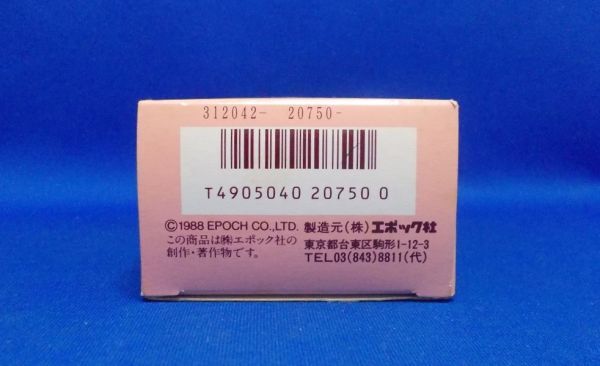 312042- 20750-
T4905040 20750 0
©1988 EPOCH CO.,LTD. 製造元(株)エポック社
この商品は㈱エポック社の 東京都台東区駒形1-12-3
創作・著作物です。 TEL03(843)8811(代)